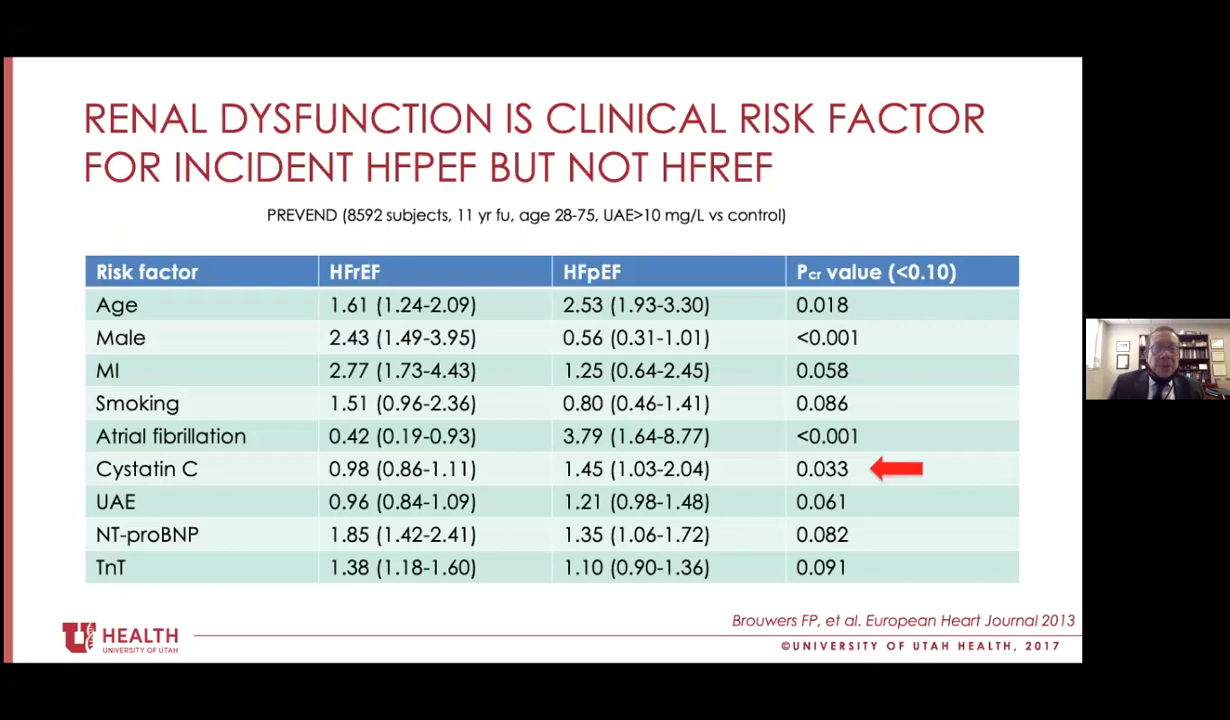 RENAL DYSFUNCTION IS CLINICAL RISK FACTOR
FOR INCIDENT HFPEF BUT NOT HFREF
PREVEND (8592 subjects, 11 yr fu, age 28-75, UAE>10 mg/L vs control)
Risk factor HFrEF HFpEF Pcr value (<0.10)
Age 1.61 (1.24-2.09) 2.53 (1.93-3.30) 0.018
Male 2.43 (1.49-3.95) 0.56 (0.31-1.01) <0.001
MI 2.77 (1.73-4.43) 1.25 (0.64-2.45) 0.058
Smoking 1.51 (0.96-2.36) 0.80 (0.46-1.41) 0.086
Atrial fibrillation 0.42 (0.19-0.93) 3.79 (1.64-8.77) <0.001
Cystatin C 0.98 (0.86-1.11) 1.45 (1.03-2.04) 0.033
UAE 0.96 (0.84-1.09) 1.21 (0.98-1.48) 0.061
NT-proBNP 1.85 (1.42-2.41) 1.35 (1.06-1.72) 0.082
TnT 1.38 (1.18-1.60) 1.10 (0.90-1.36) 0.091
Brouwers FP, et al. European Heart Journal 2013
U HEALTH
UNIVERSITY OF UTAH
©UNIVERSITY OF UTAH HEALTH, 2017